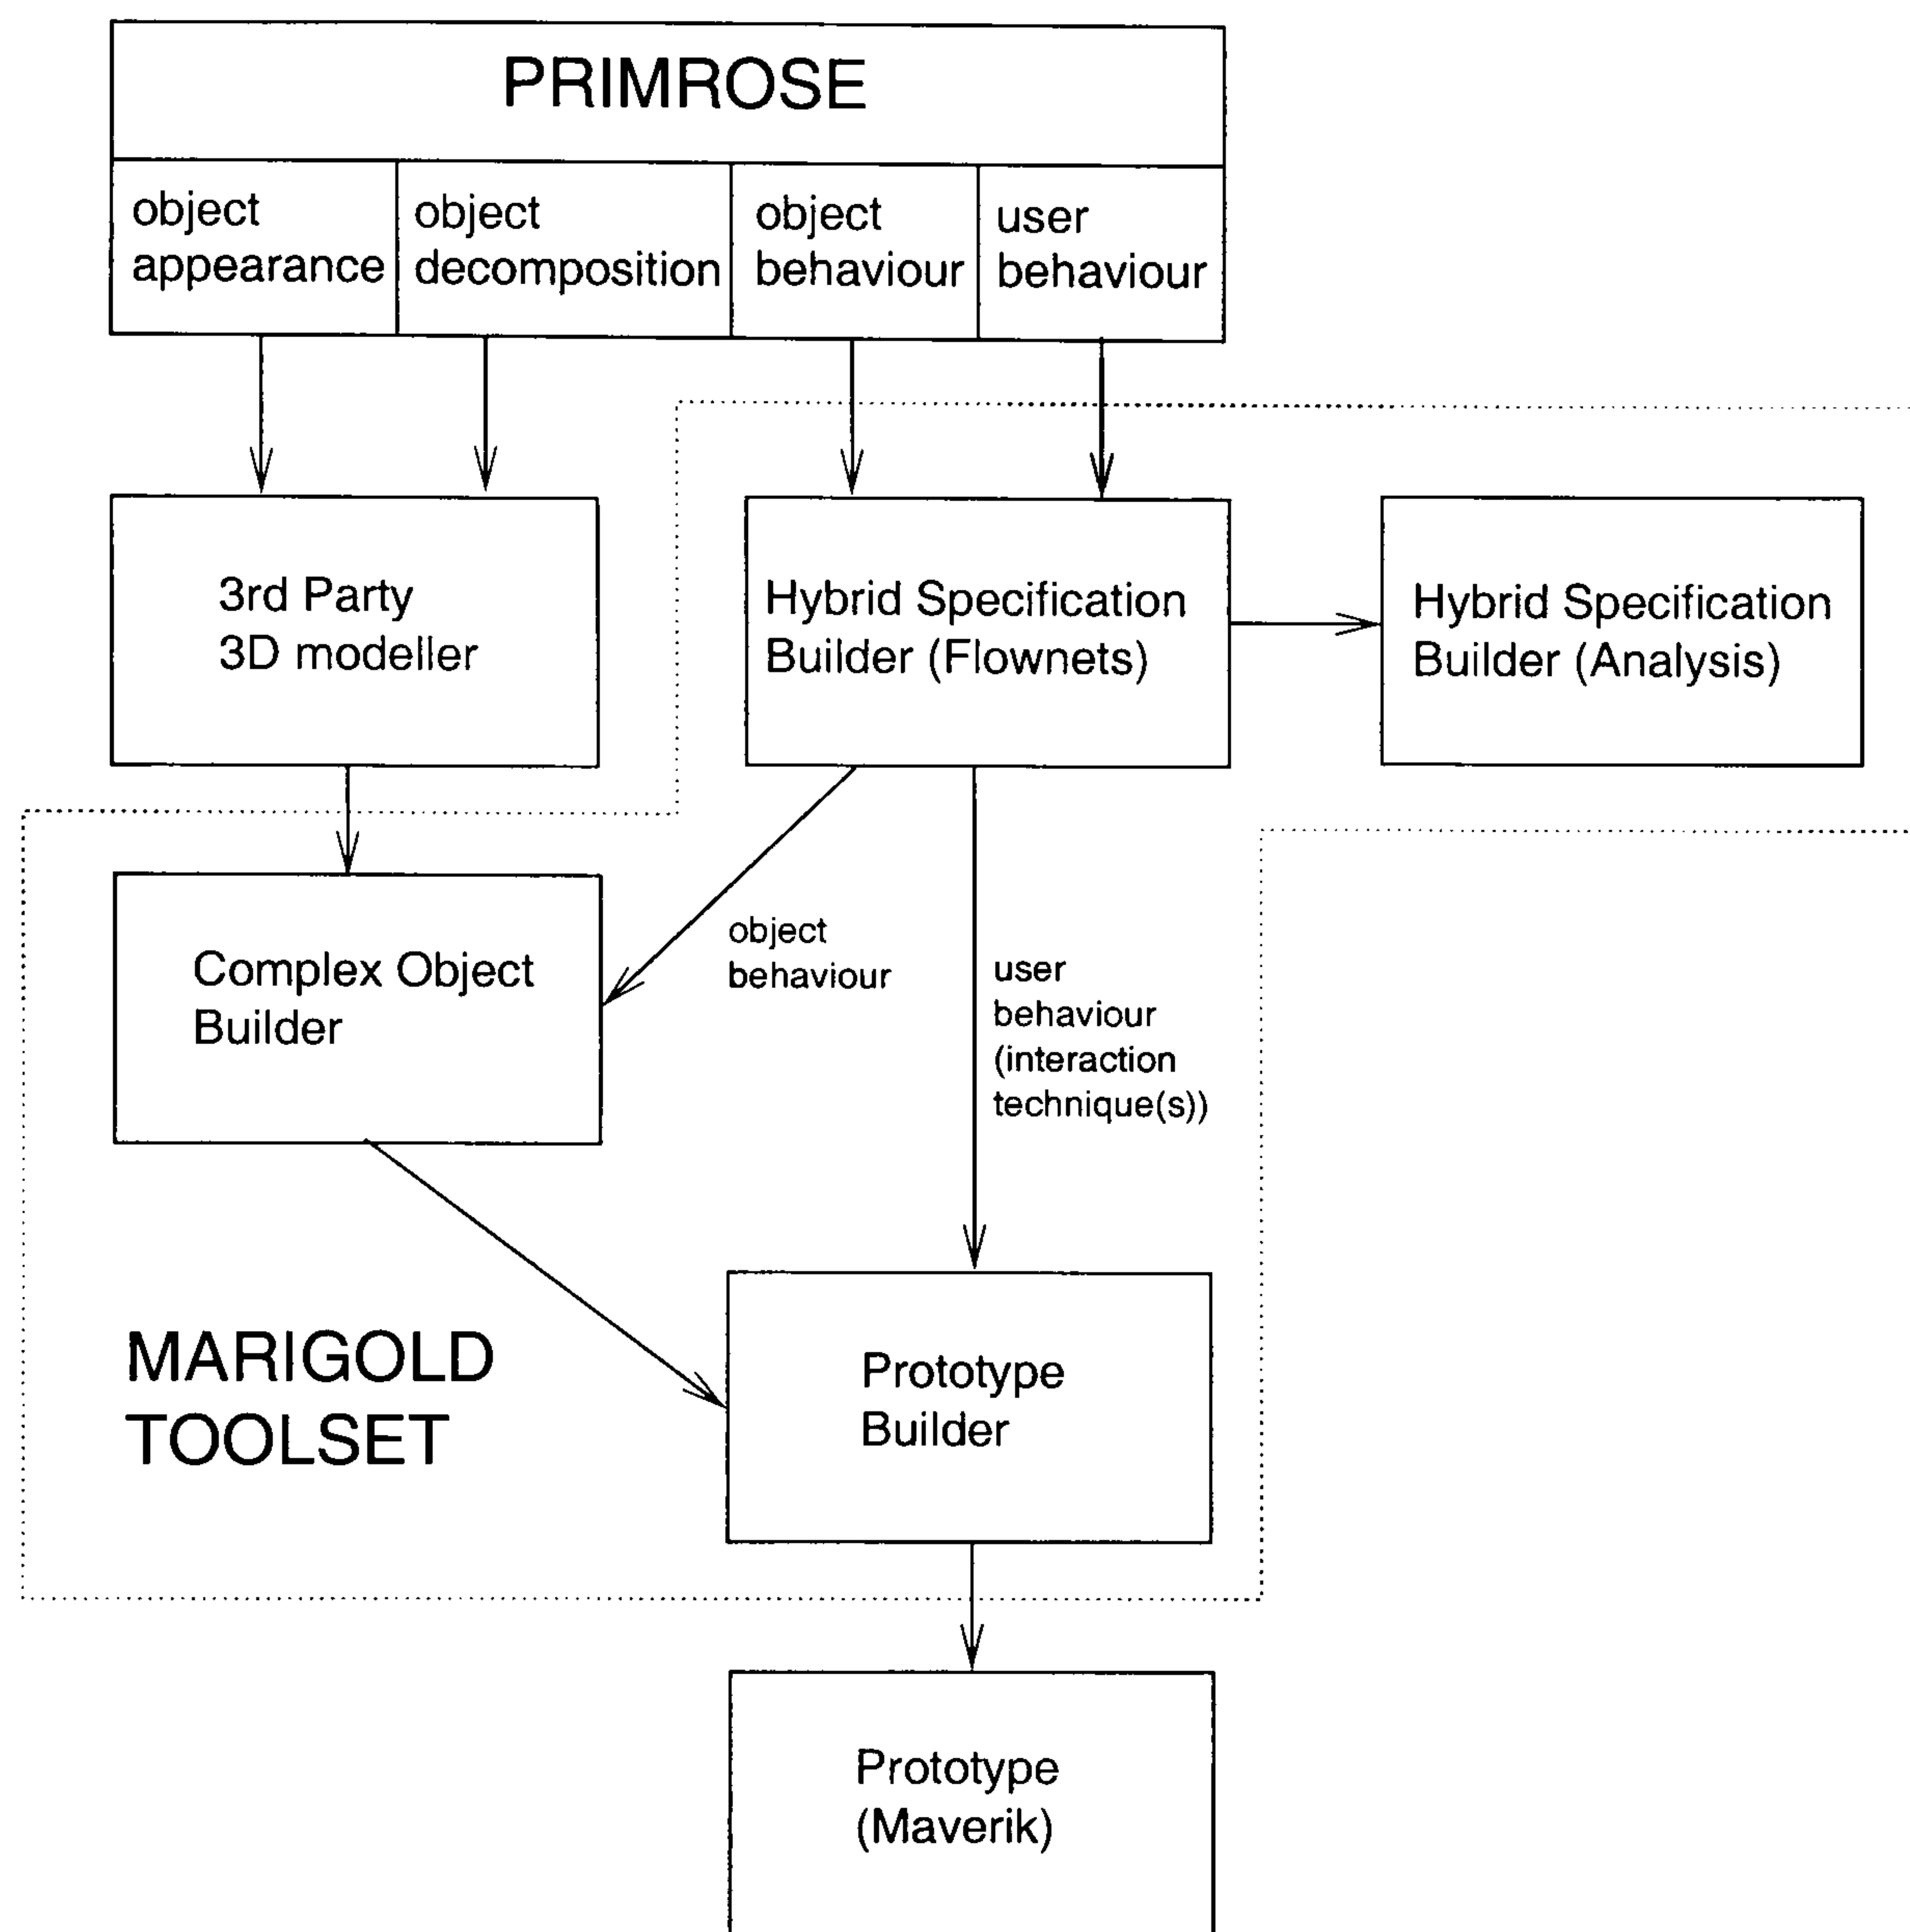 PRIMROSE
object
appearance
object
decomposition
object
behaviour
user
behaviour
3rd Party
3D modeller
Hybrid Specification
Builder (Flownets)
Hybrid Specification
Builder (Analysis)
Complex Object
Builder
object
behaviour
user
behaviour
(interaction
technique(s))
MARIGOLD
TOOLSET
Prototype
Builder
Prototype
(Maverik)